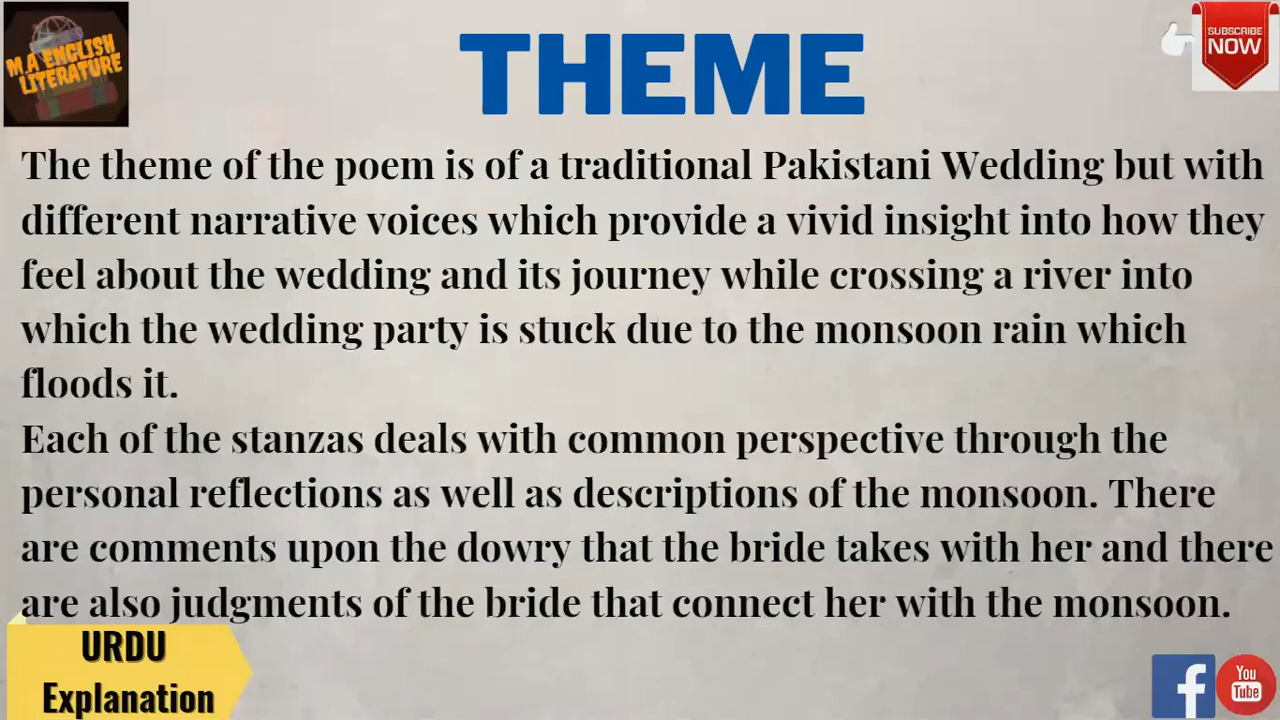 M.A ENGLISH
LITERATURE
THEME
SUBSCRIBE
NOW
The theme of the poem is of a traditional Pakistani Wedding but with
different narrative voices which provide a vivid insight into how they
feel about the wedding and its journey while crossing a river into
which the wedding party is stuck due to the monsoon rain which
floods it.
Each of the stanzas deals with common perspective through the
personal reflections as well as descriptions of the monsoon. There
are comments upon the dowry that the bride takes with her and there
are also judgments of the bride that connect her with the monsoon.
URDU
Explanation
f
You
Tube